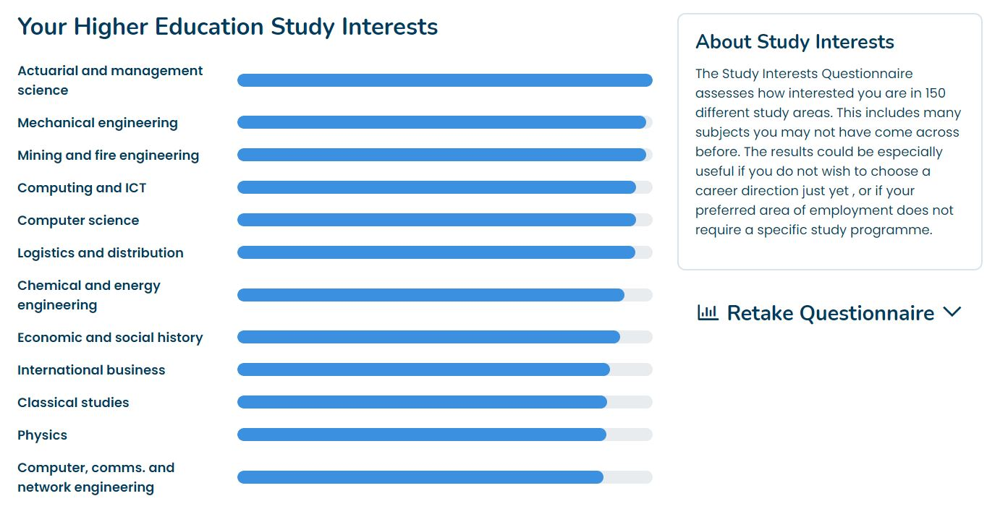 Your Higher Education Study Interests
Actuarial and management
science
Mechanical engineering
Mining and fire engineering
Computing and ICT
Computer science
Logistics and distribution
Chemical and energy
engineering
Economic and social history
International business
Classical studies
Physics
Computer, comms. and
network engineering
About Study Interests
The Study Interests Questionnaire
assesses how interested you are in 150
different study areas. This includes many
subjects you may not have come across
before. The results could be especially
useful if you do not wish to choose a
career direction just yet , or if your
preferred area of employment does not
require a specific study programme.
Retake Questionnaire